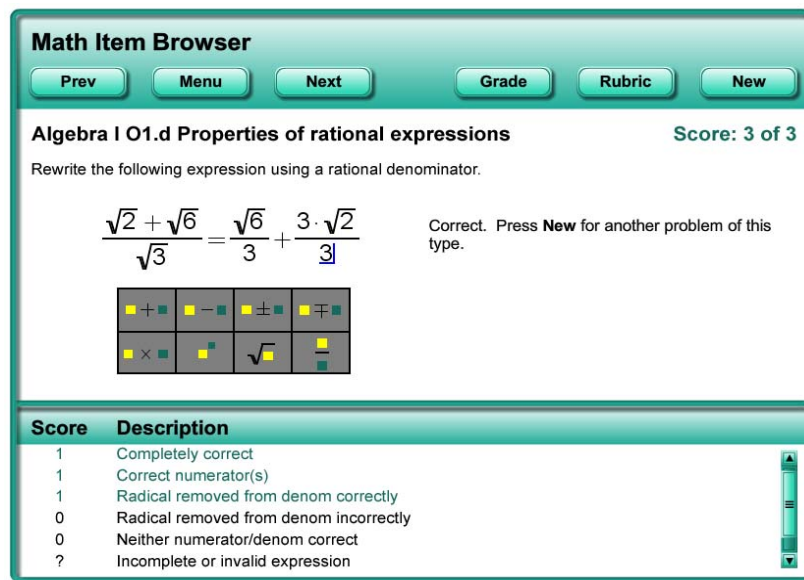 Math Item Browser
Prev Menu Next Grade Rubric New
Algebra I O1.d Properties of rational expressions Score: 3 of 3
Rewrite the following expression using a rational denominator.
(√2 + √6)/√3 = √6/3 + (3 · √2)/3
Correct. Press New for another problem of this
type.
+ − ± ∓
× √
Score Description
1 Completely correct
1 Correct numerator(s)
1 Radical removed from denom correctly
0 Radical removed from denom incorrectly
0 Neither numerator/denom correct
? Incomplete or invalid expression